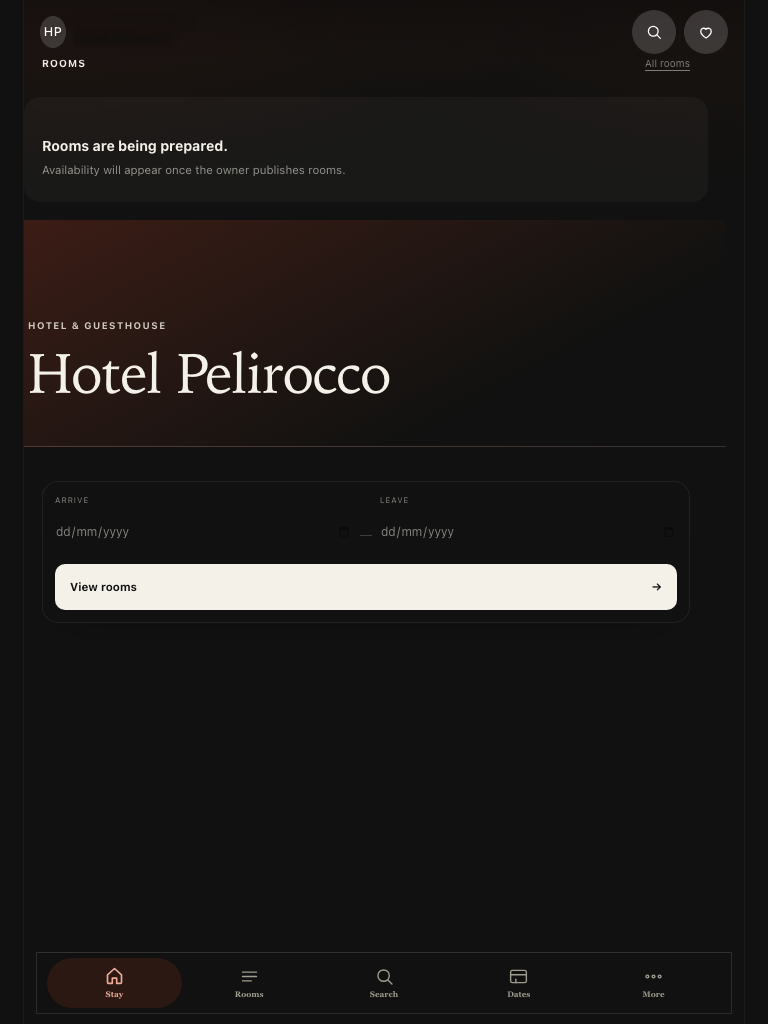 HP
ROOMS
All rooms
Rooms are being prepared.
Availability will appear once the owner publishes rooms.
HOTEL & GUESTHOUSE
Hotel Pelirocco
ARRIVE
LEAVE
dd/mm/yyyy — dd/mm/yyyy
View rooms
Stay
Rooms
Search
Dates
More